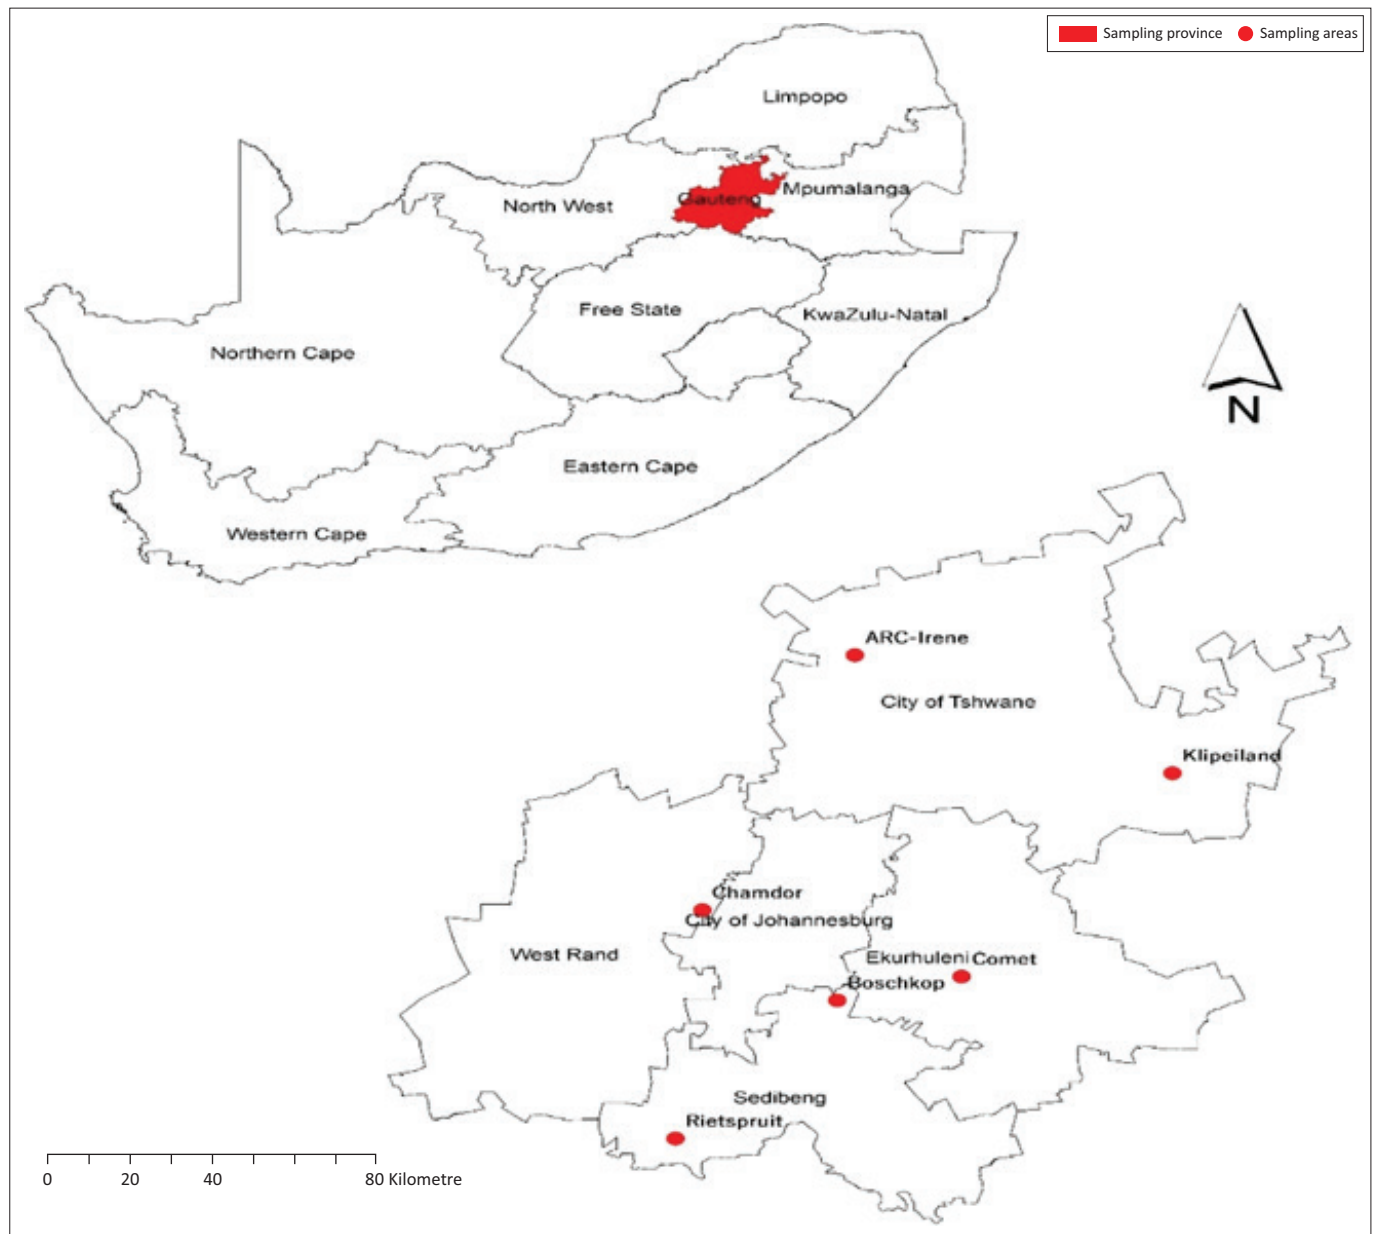 Sampling province Sampling areas
Limpopo
Mpumalanga
Gauteng
North West
Free State
KwaZulu-Natal
Northern Cape
N
Eastern Cape
Western Cape
ARC-Irene
City of Tshwane
Klipeiland
Chamdor
City of Johannesburg
West Rand
Ekurhuleni Comet
Boschkop
Sedibeng
Rietspruit
0 20 40 80 Kilometre